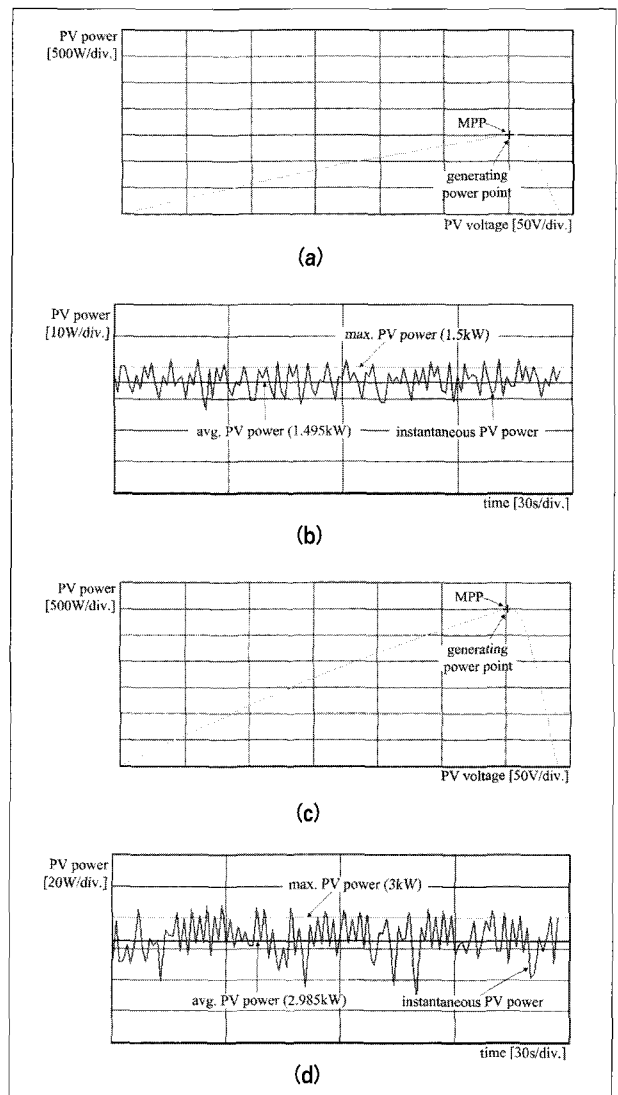 PV power
[500W/div.]
MPP
generating
power point
PV voltage [50V/div.]
(a)
PV power
[10W/div.]
max. PV power (1.5kW)
avg. PV power (1.495kW)
instantaneous PV power
time [30s/div.]
(b)
PV power
[500W/div.]
MPP
generating
power point
PV voltage [50V/div.]
(c)
PV power
[20W/div.]
max. PV power (3kW)
avg. PV power (2.985kW)
instantaneous PV power
time [30s/div.]
(d)